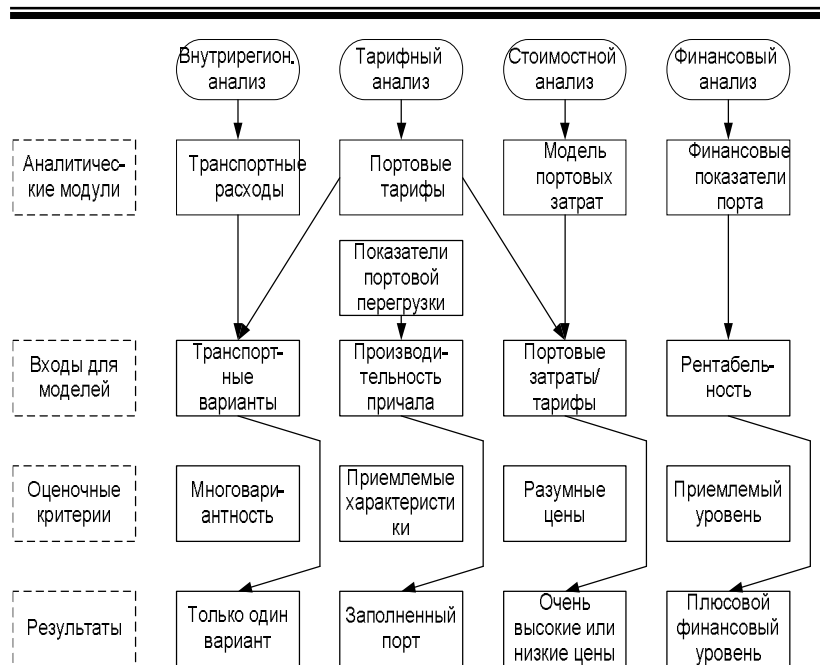 Внутрирегион.
анализ
Тарифный
анализ
Стоимостной
анализ
Финансовый
анализ
Аналитичес-
кие модули
Транспортные
расходы
Портовые
тарифы
Модель
портовых
затрат
Финансовые
показатели
порта
Показатели
портовой
перегрузки
Входы для
моделей
Транспорт-
ные
варианты
Производи-
тельность
причала
Портовые
затраты/
тарифы
Рентабель-
ность
Оценочные
критерии
Многовари-
антность
Приемлемые
характеристи
ки
Разумные
цены
Приемлемый
уровень
Результаты
Только один
вариант
Заполненный
порт
Очень
высокие или
низкие цены
Плюсовой
финансовый
уровень